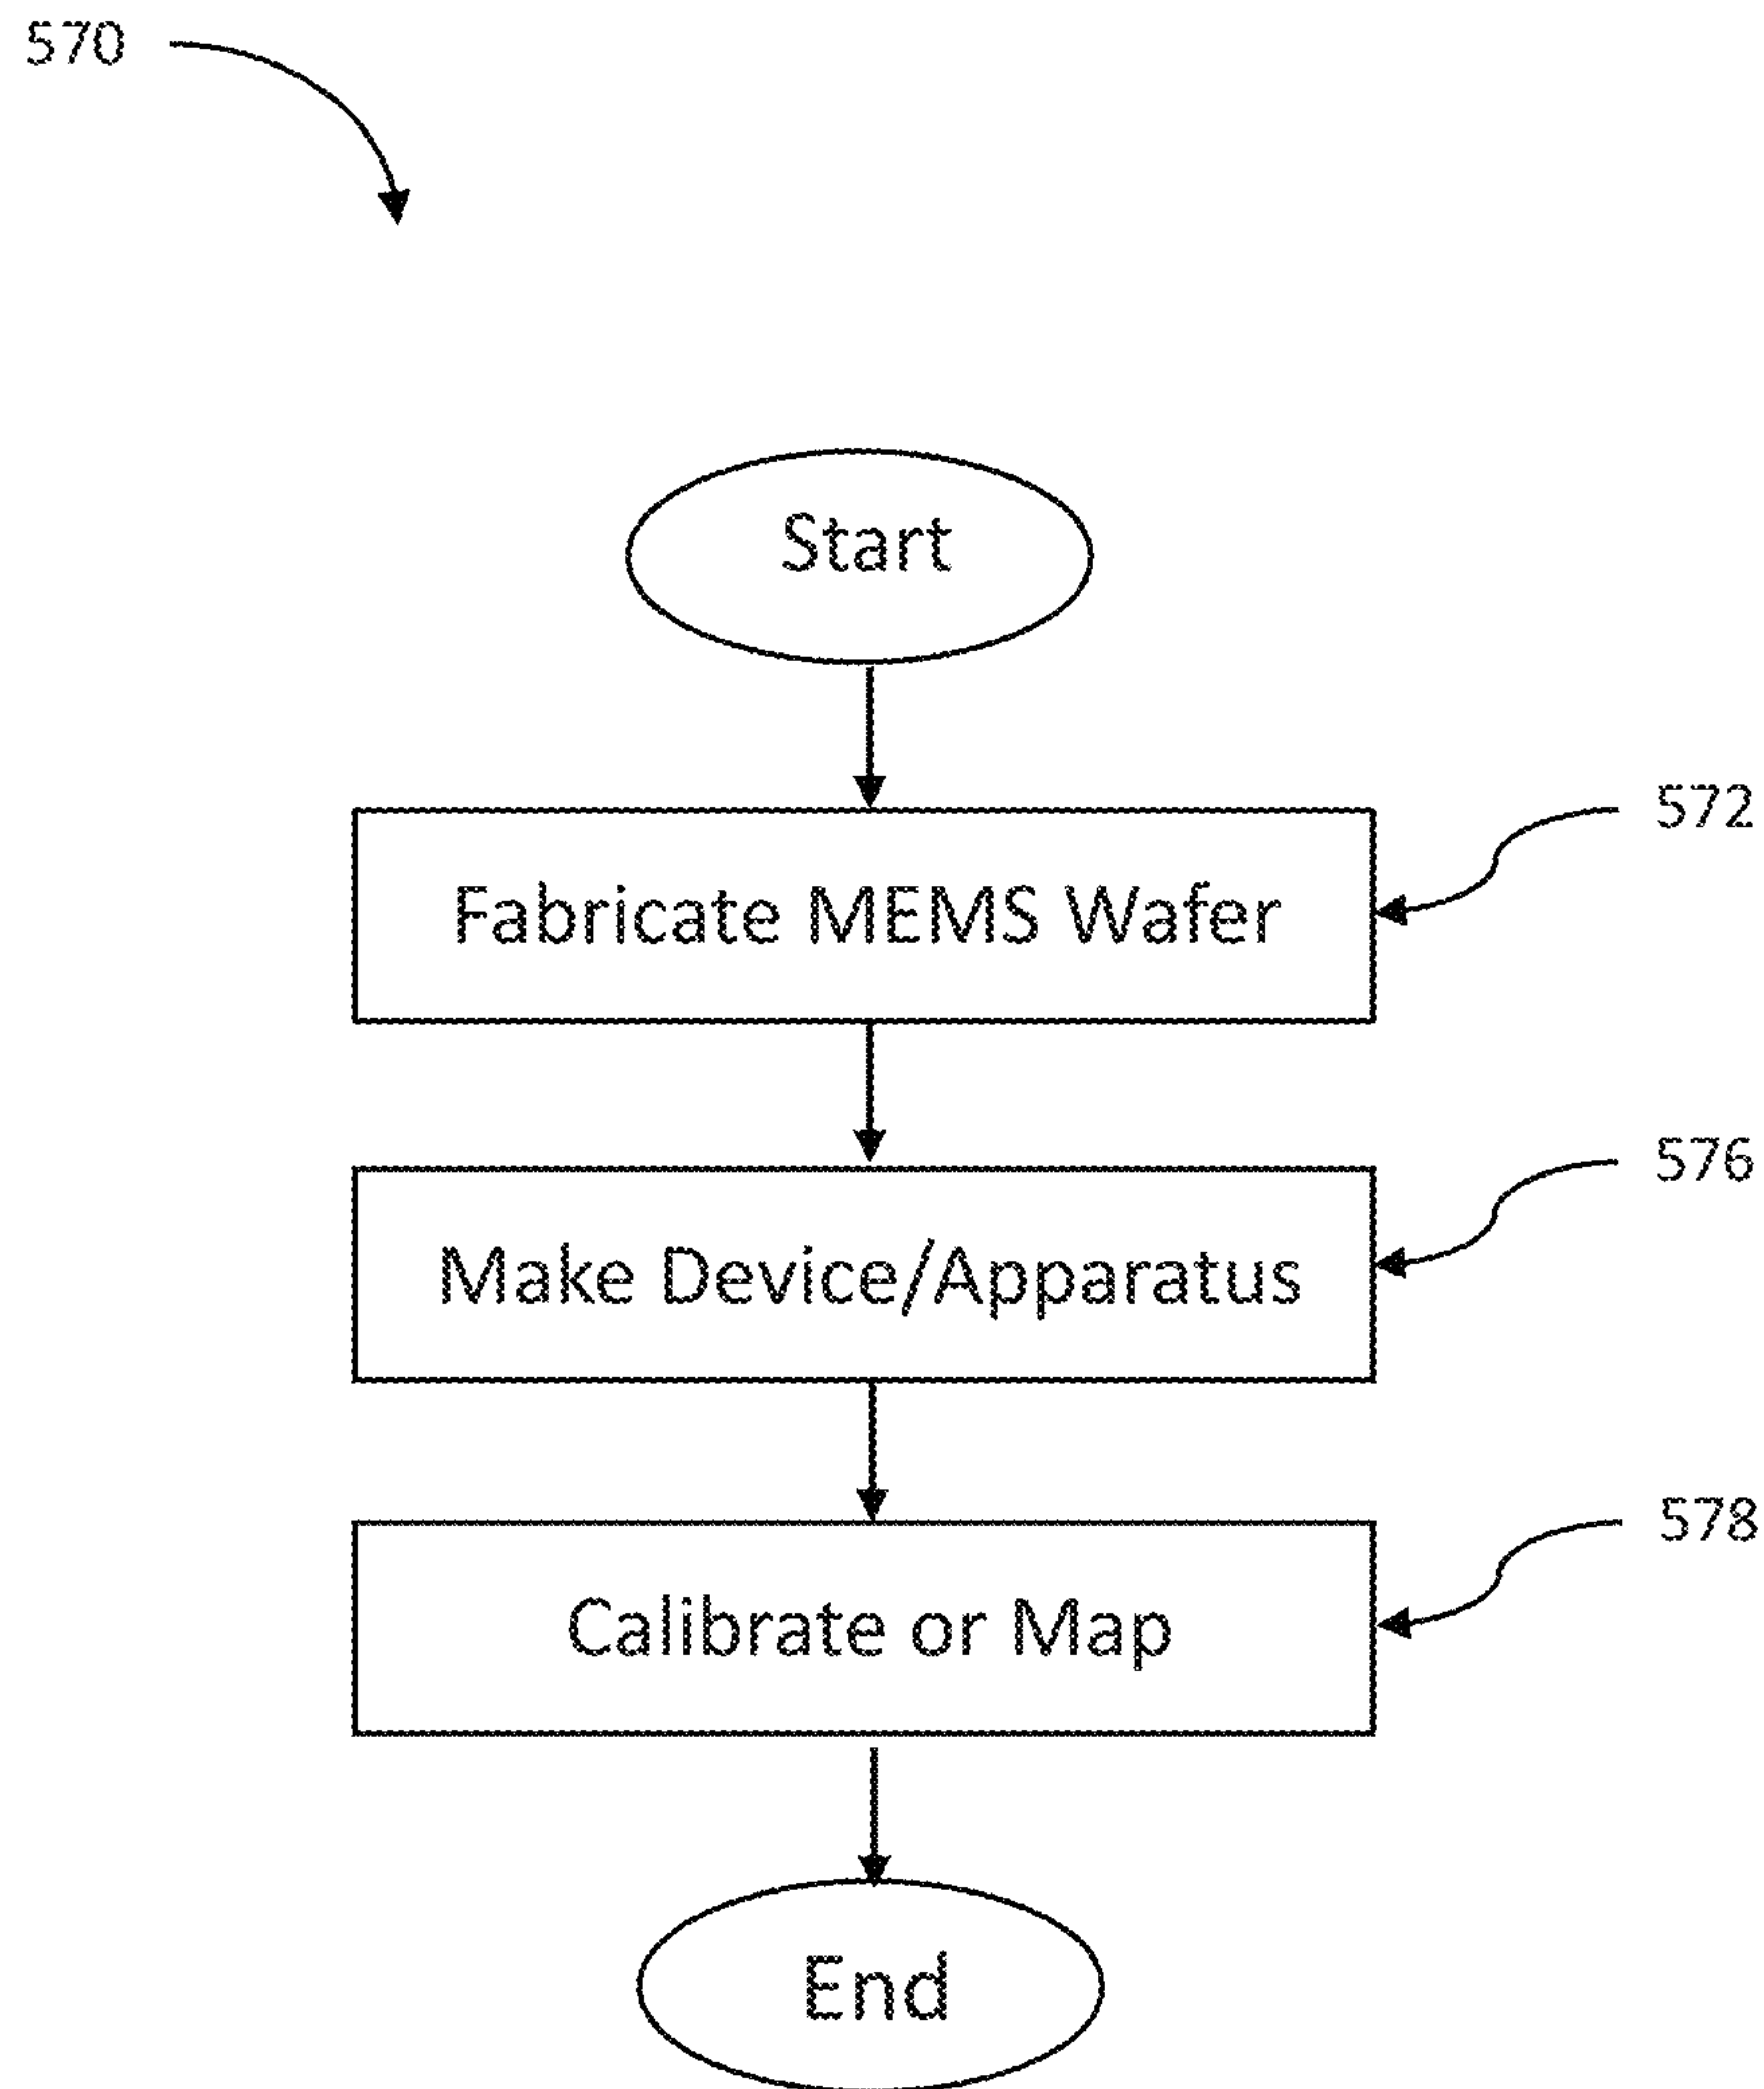 570
Start
572
Fabricate MEMS Wafer
576
Make Device/Apparatus
578
Calibrate or Map
End